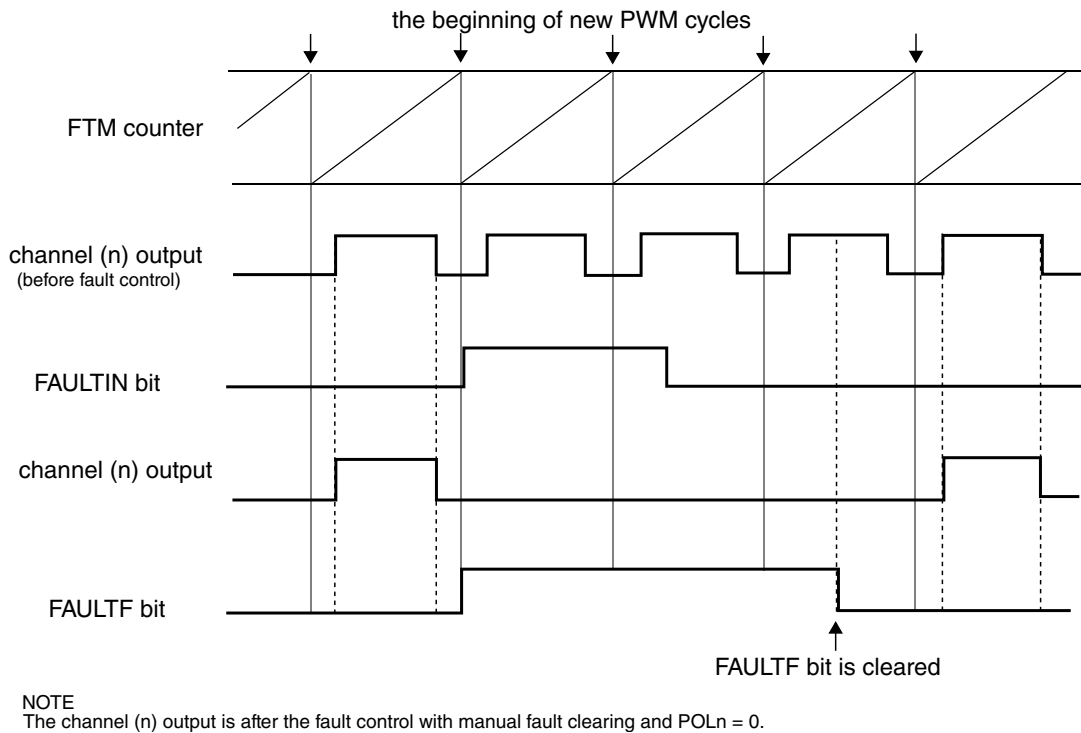 the beginning of new PWM cycles
FTM counter
channel (n) output
(before fault control)
FAULTIN bit
channel (n) output
FAULTF bit
FAULTF bit is cleared
NOTE
The channel (n) output is after the fault control with manual fault clearing and POLn = 0.